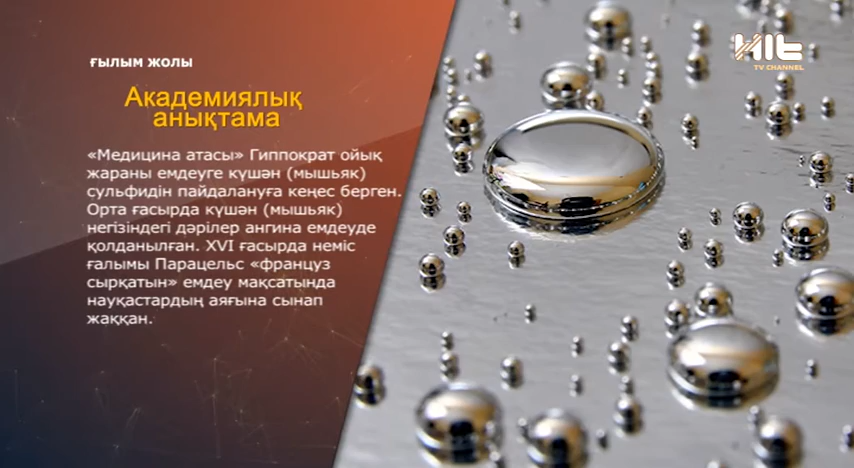 ҒЫЛЫМ ЖОЛЫ
Академиялық
анықтама
«Медицина атасы» Гиппократ ойық
жараны емдеуге күшән (мышьяк)
сульфидін пайдалануға кеңес берген.
Орта ғасырда күшән (мышьяк)
негізіндегі дәрілер ангина емдеуде
қолданылған. XVI ғасырда неміс
ғалымы Парацельс «француз
сырқатын» емдеу мақсатында
науқастардың аяғына сынап
жаққан.
НІТ
TV CHANNEL